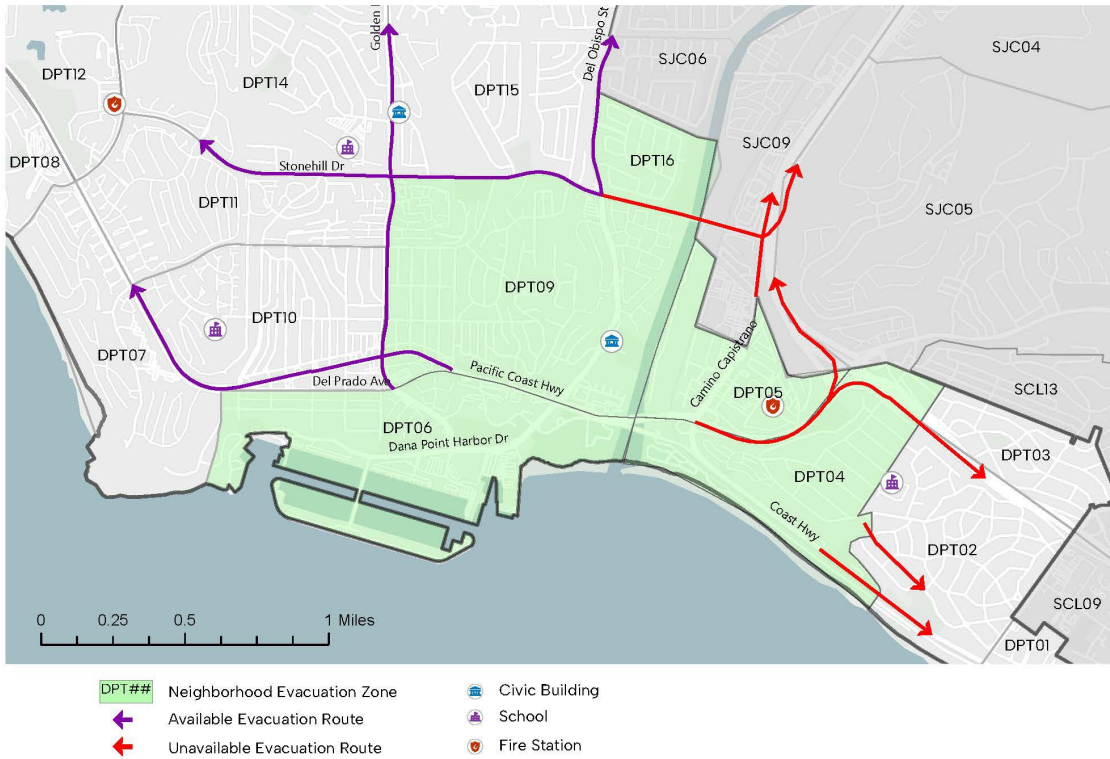 Golden
Del Obispo St
SJC06
SJC04
DPT12
DPT14
DPT15
SJC09
DPT16
DPT08
Stonehill Dr
DPT11
SJC05
DPT09
DPT10
DPT07
Del Prado Ave
Pacific Coast Hwy
Camino Capistrano
DPT05
SCL13
DPT06
Dana Point Harbor Dr
DPT03
DPT04
Coast Hwy
DPT02
SCL09
DPT01
0 0.25 0.5 1 Miles
DPT## Neighborhood Evacuation Zone
Available Evacuation Route
Unavailable Evacuation Route
Civic Building
School
Fire Station